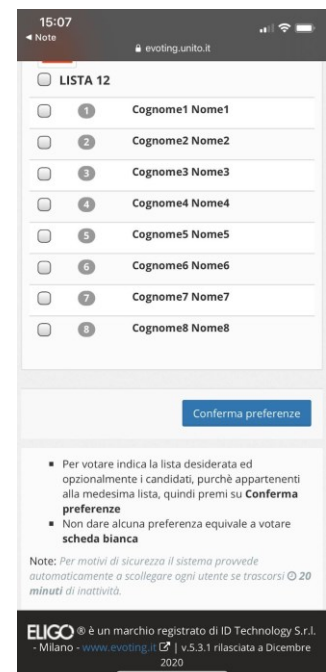 15:07
◄ Note
evoting.unito.it
LISTA 12
1 Cognome1 Nome1
2 Cognome2 Nome2
3 Cognome3 Nome3
4 Cognome4 Nome4
5 Cognome5 Nome5
6 Cognome6 Nome6
7 Cognome7 Nome7
8 Cognome8 Nome8
Conferma preferenze
Per votare indica la lista desiderata ed
opzionalmente i candidati, purchè appartenenti
alla medesima lista, quindi premi su Conferma
preferenze
Non dare alcuna preferenza equivale a votare
scheda bianca
Note: Per motivi di sicurezza il sistema provvede
automaticamente a scollegare ogni utente se trascorsi 20
minuti di inattività.
ELIGO ® è un marchio registrato di ID Technology S.r.l.
- Milano - www.evoting.it | v.5.3.1 rilasciata a Dicembre
2020